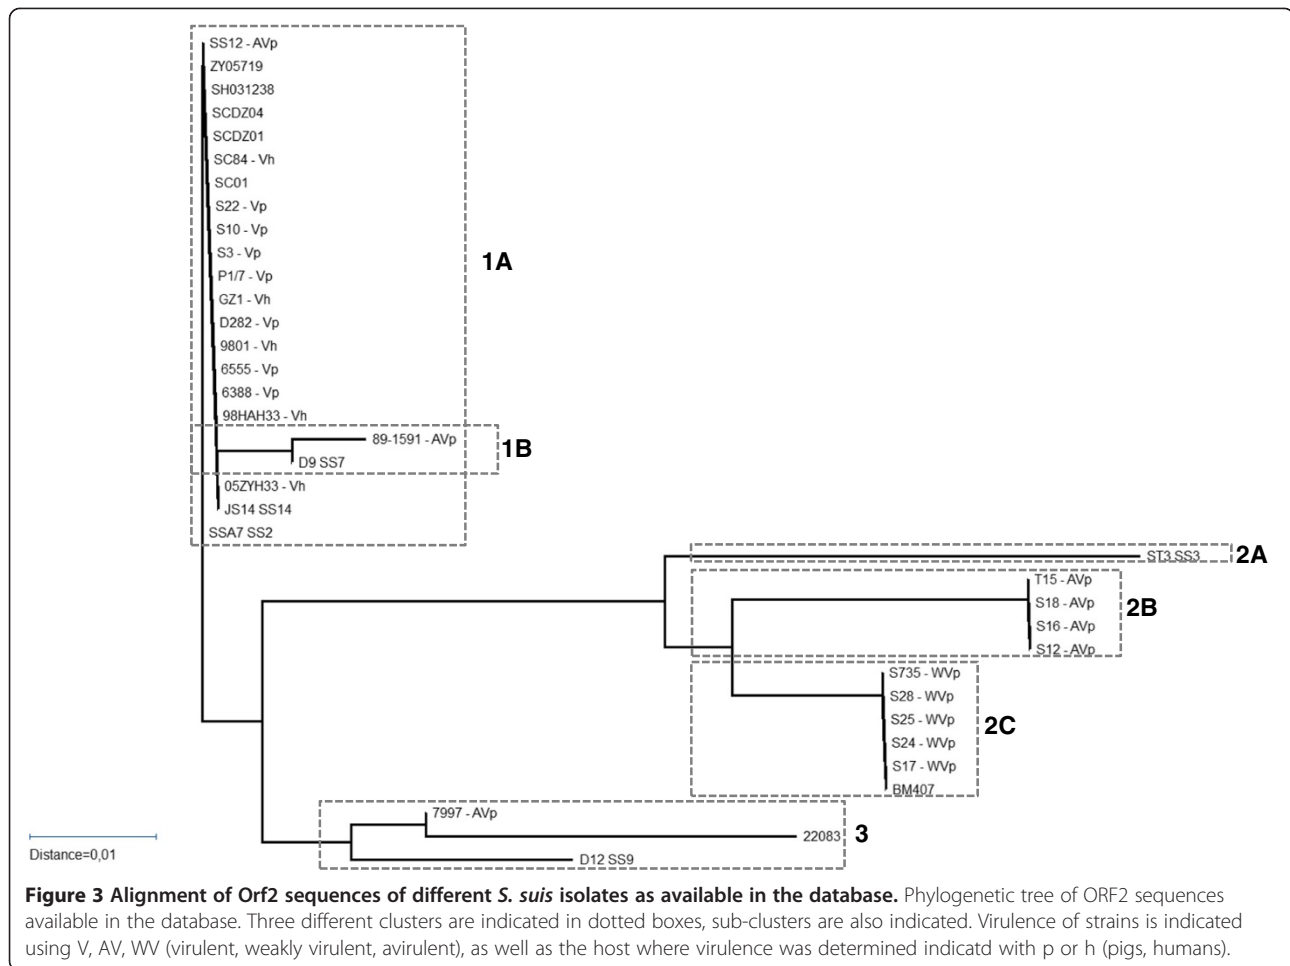 SS12 - AVp
ZY05719
SH031238
SCDZ04
SCDZ01
SC84 - Vh
SC01
S22 - Vp
S10 - Vp
S3 - Vp
P1/7 - Vp
GZ1 - Vh
D282 - Vp
9801 - Vh
6555 - Vp
6388 - Vp
98HAH33 - Vh
1A
89-1591 - AVp
D9 SS7
1B
05ZYH33 - Vh
JS14 SS14
SSA7 SS2
ST3 SS3
2A
T15 - AVp
S18 - AVp
S16 - AVp
S12 - AVp
2B
S735 - WVp
S28 - WVp
S25 - WVp
S24 - WVp
S17 - WVp
BM407
2C
7997 - AVp
22083
D12 SS9
3
Distance=0,01
Figure 3 Alignment of Orf2 sequences of different S. suis isolates as available in the database. Phylogenetic tree of ORF2 sequences
available in the database. Three different clusters are indicated in dotted boxes, sub-clusters are also indicated. Virulence of strains is indicated
using V, AV, WV (virulent, weakly virulent, avirulent), as well as the host where virulence was determined indicatd with p or h (pigs, humans).